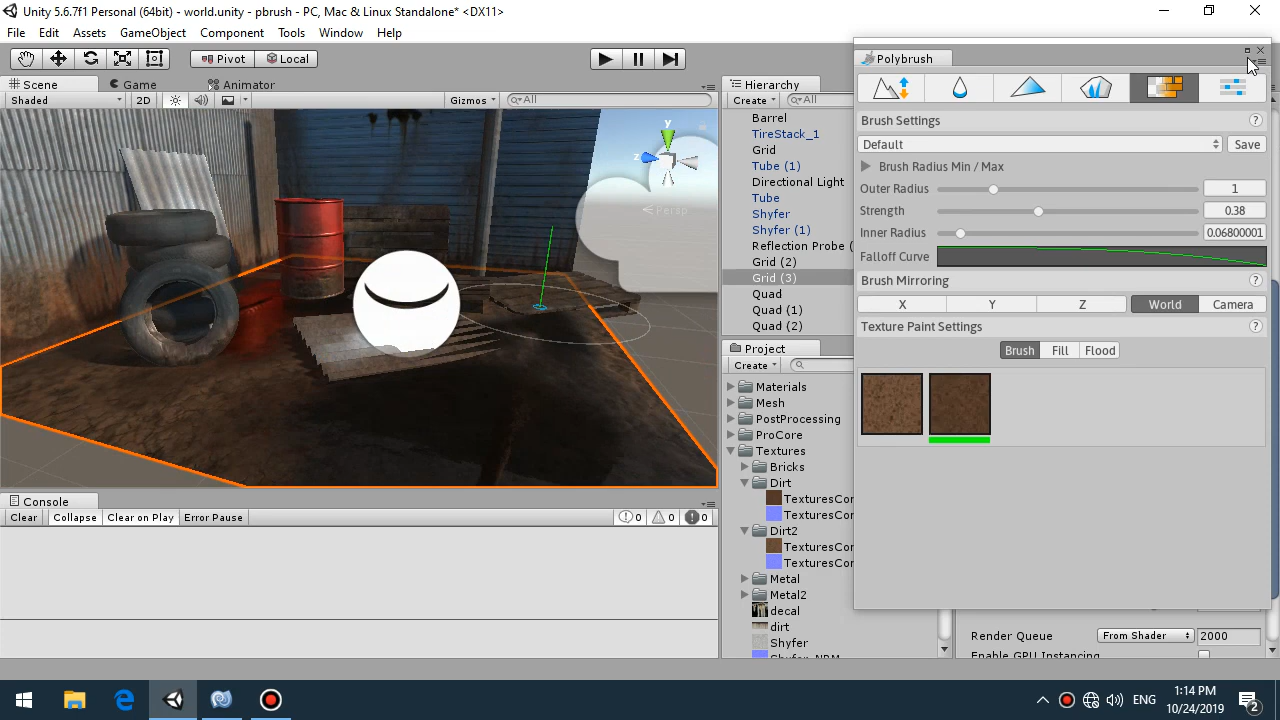 Unity 5.6.7f1 Personal (64bit) - world.unity - pbrush - PC, Mac & Linux Standalone* <DX11>
File Edit Assets GameObject Component Tools Window Help
Pivot Local
Scene Game Animator
Shaded 2D Gizmos All
y
z
Persp
Console
Clear Collapse Clear on Play Error Pause 0 0 0
Hierarchy
Create All
Barrel
TireStack_1
Grid
Tube (1)
Directional Light
Tube
Shyfer
Shyfer (1)
Reflection Probe (
Grid (2)
Grid (3)
Quad
Quad (1)
Quad (2)
Project
Create
Materials
Mesh
PostProcessing
ProCore
Textures
Bricks
Dirt
TexturesCor
TexturesCor
Dirt2
TexturesCor
TexturesCor
Metal
Metal2
decal
dirt
Shyfer
Shyfer_NRM
Polybrush
Brush Settings ?
Default Save
Brush Radius Min / Max
Outer Radius 1
Strength 0.38
Inner Radius 0.06800001
Falloff Curve
Brush Mirroring ?
X Y Z World Camera
Texture Paint Settings ?
Brush Fill Flood
Render Queue From Shader 2000
Enable GPU Instancing
ENG 1:14 PM
10/24/2019 2